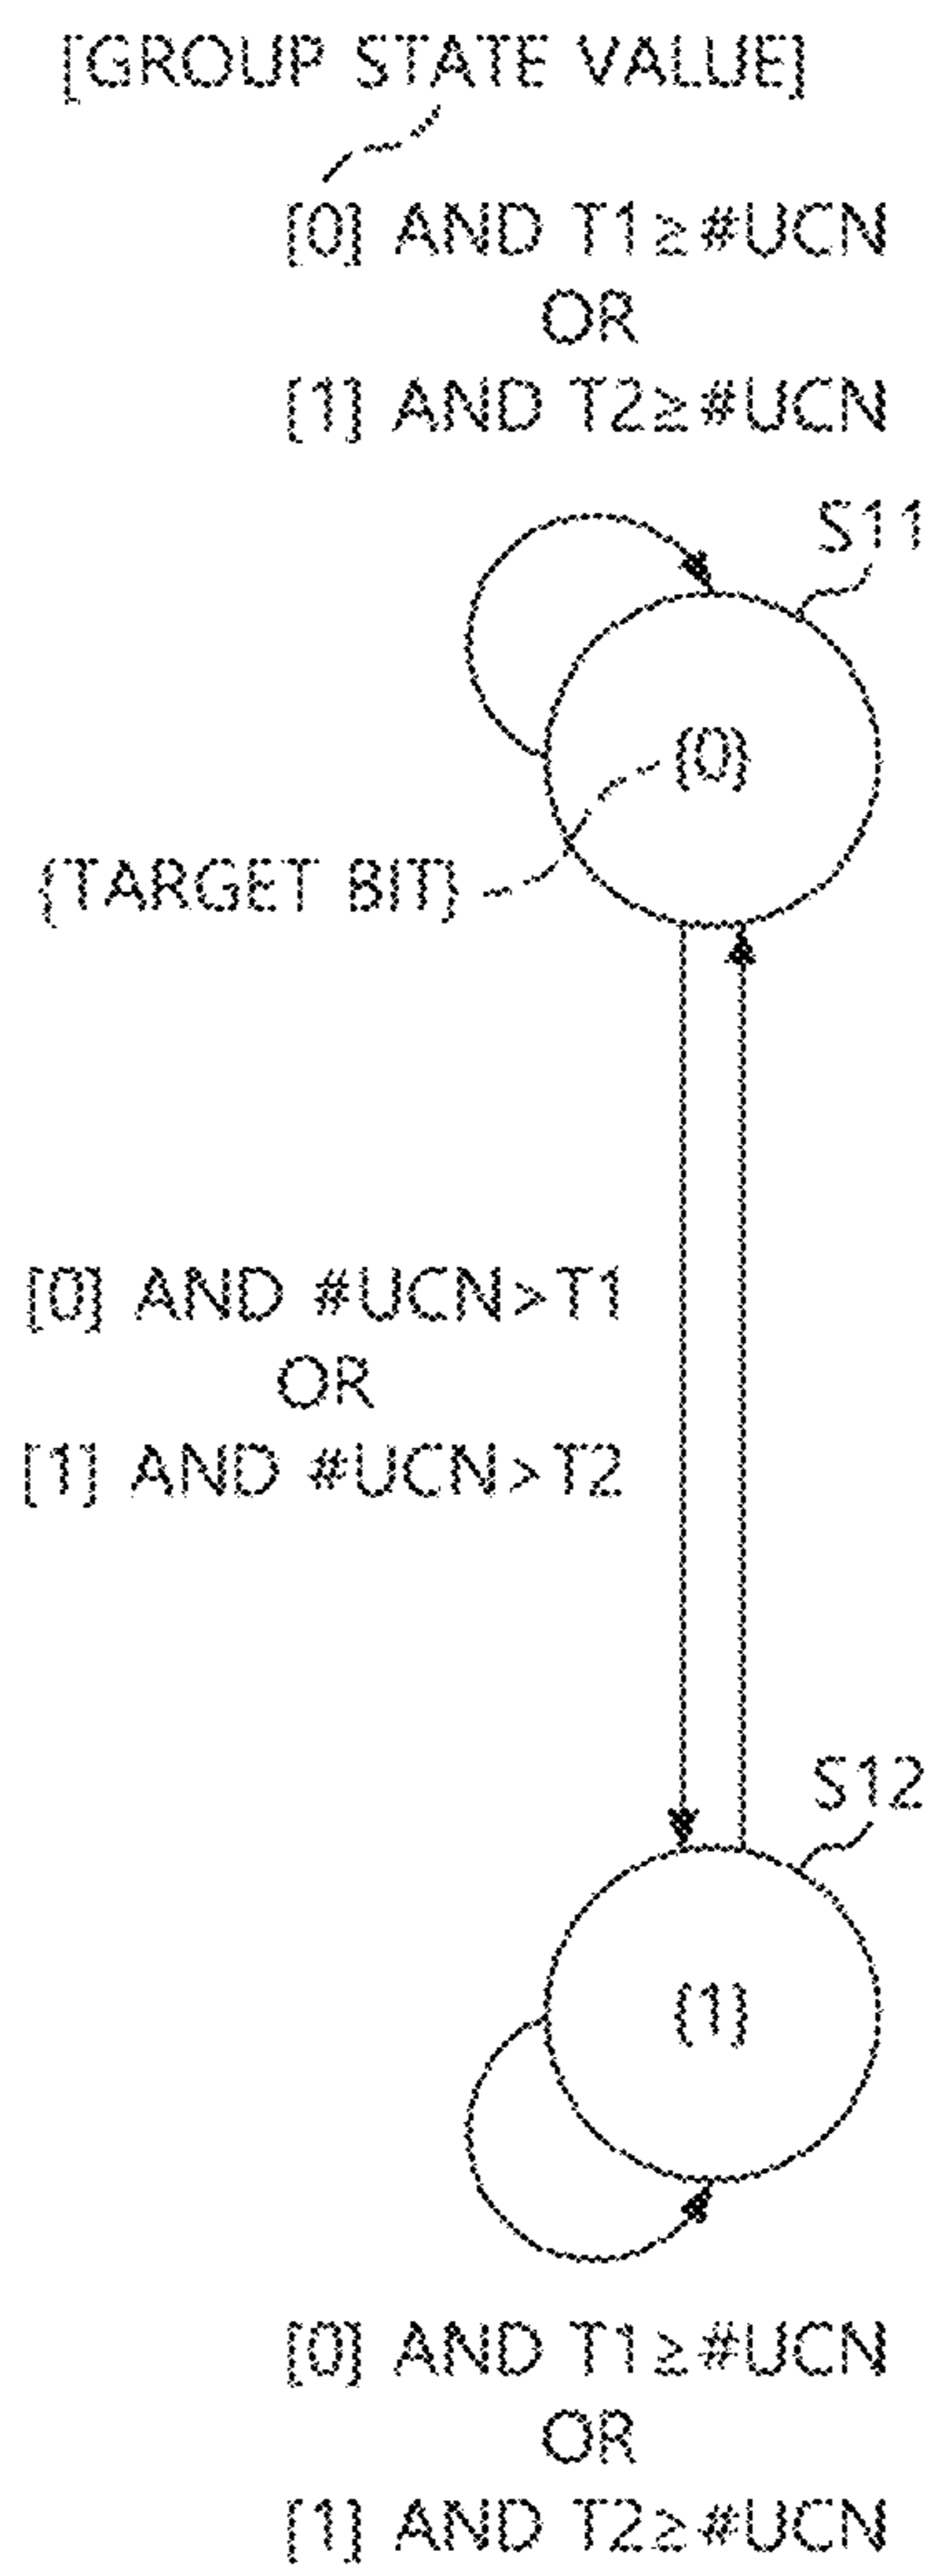 [GROUP STATE VALUE]
[0] AND T1≥#UCN
OR
[1] AND T2≥#UCN
S11
{0}
{TARGET BIT}
[0] AND #UCN>T1
OR
[1] AND #UCN>T2
S12
{1}
[0] AND T1≥#UCN
OR
[1] AND T2≥#UCN